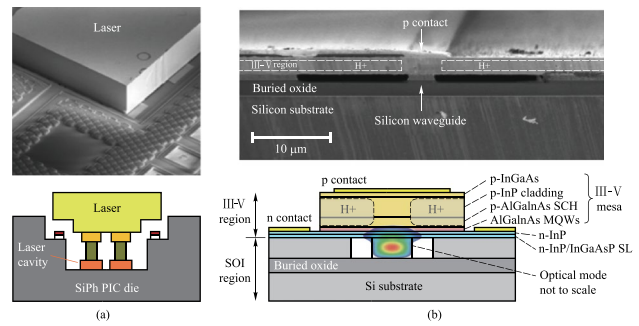 Laser
p contact
III-V region
H+
H+
Buried oxide
Silicon substrate
10 μm
Silicon waveguide
Laser
Laser
cavity
SiPh PIC die
(a)
p contact
III-V
region
n contact
SOI
region
H+
H+
p-InGaAs
p-InP cladding
p-AlGaInAs SCH
AlGaInAs MQWs
III-V
mesa
n-InP
n-InP/InGaAsP SL
Buried oxide
Si substrate
Optical mode
not to scale
(b)